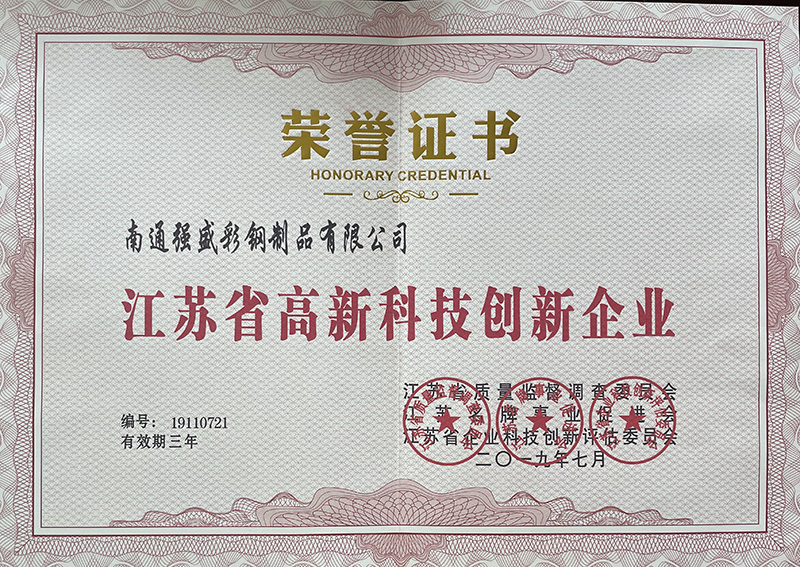 荣誉证书
HONORARY CREDENTIAL
南通强盛彩钢制品有限公司
江苏省高新科技创新企业
编号：19110721
有效期三年
江苏省质量监督调查委员会
江苏名牌事业促进会
江苏省企业科技创新评估委员会
二〇一九年七月